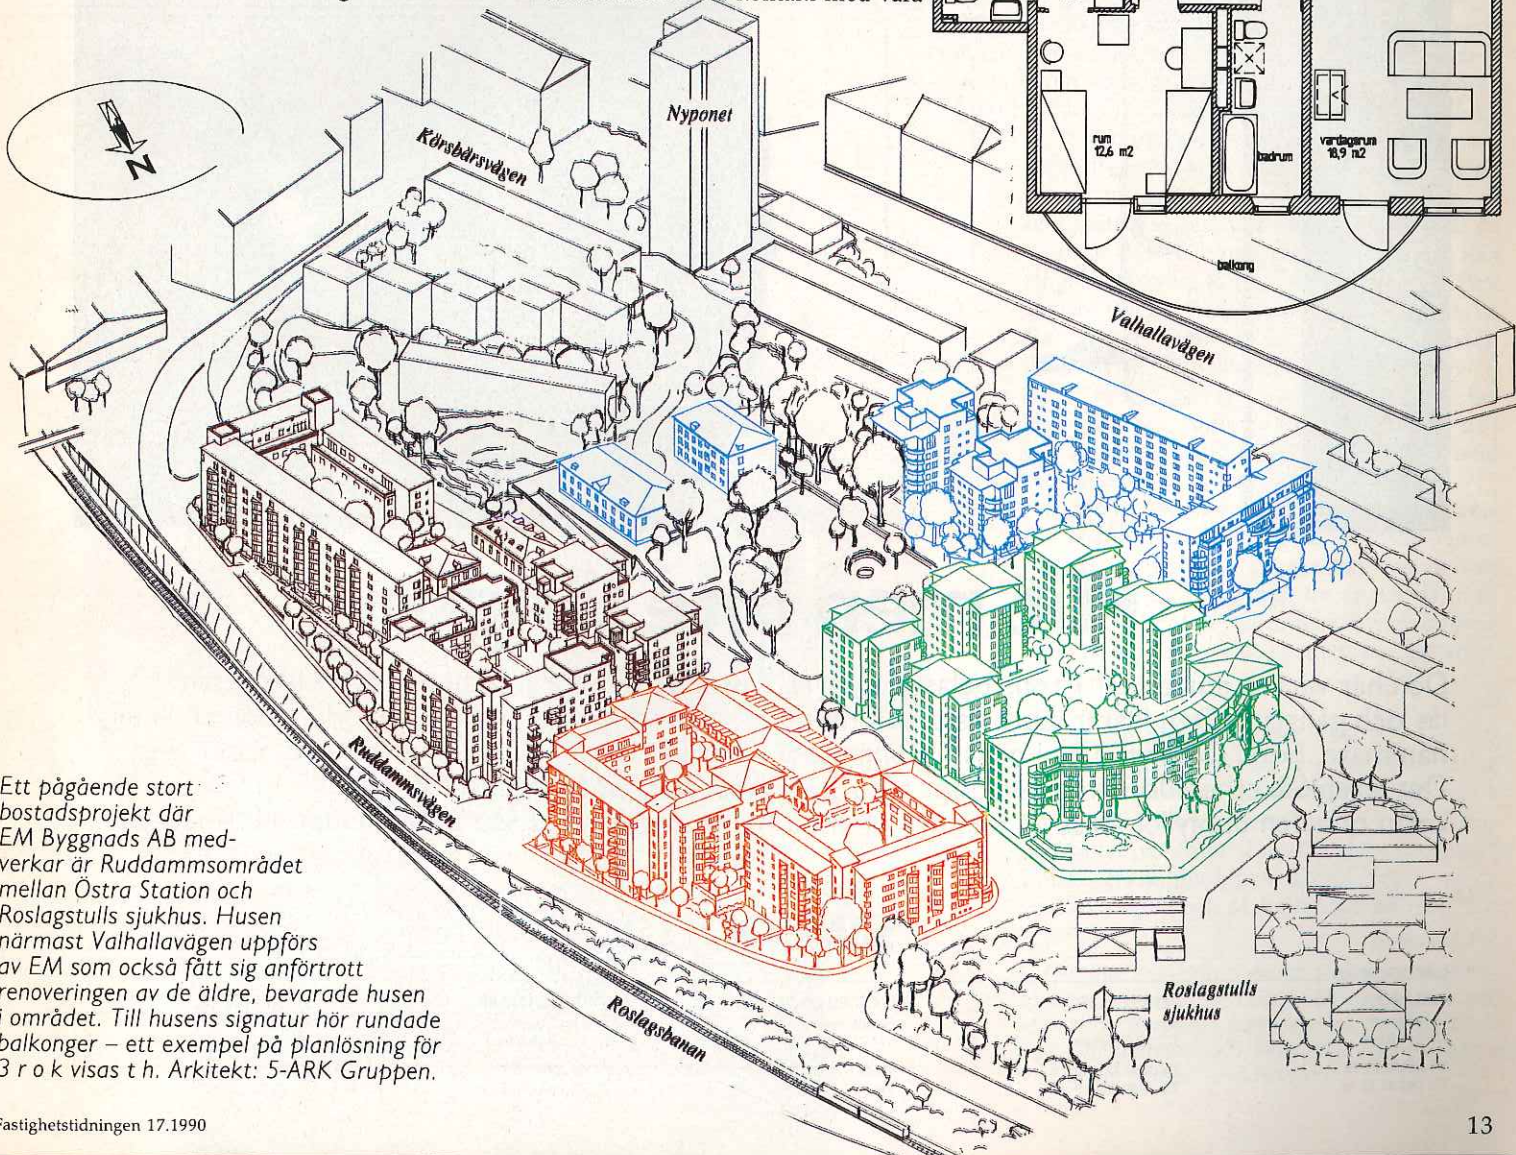 med våra
Nyponet
Körsbärsvägen
rum
12,6 m2
badrum
vardagsrum
18,9 m2
balkong
Valhallavägen
N
Ruddammsvägen
Roslagsbanan
Roslagstulls
sjukhus
Ett pågående stort
bostadsprojekt där
EM Byggnads AB med-
verkar är Ruddammsområdet
mellan Östra Station och
Roslagstulls sjukhus. Husen
närmast Valhallavägen uppförs
av EM som också fått sig anförtrott
renoveringen av de äldre, bevarade husen
i området. Till husens signatur hör rundade
balkonger – ett exempel på planlösning för
3 r o k visas t h. Arkitekt: 5-ARK Gruppen.
Fastighetstidningen 17.1990
13